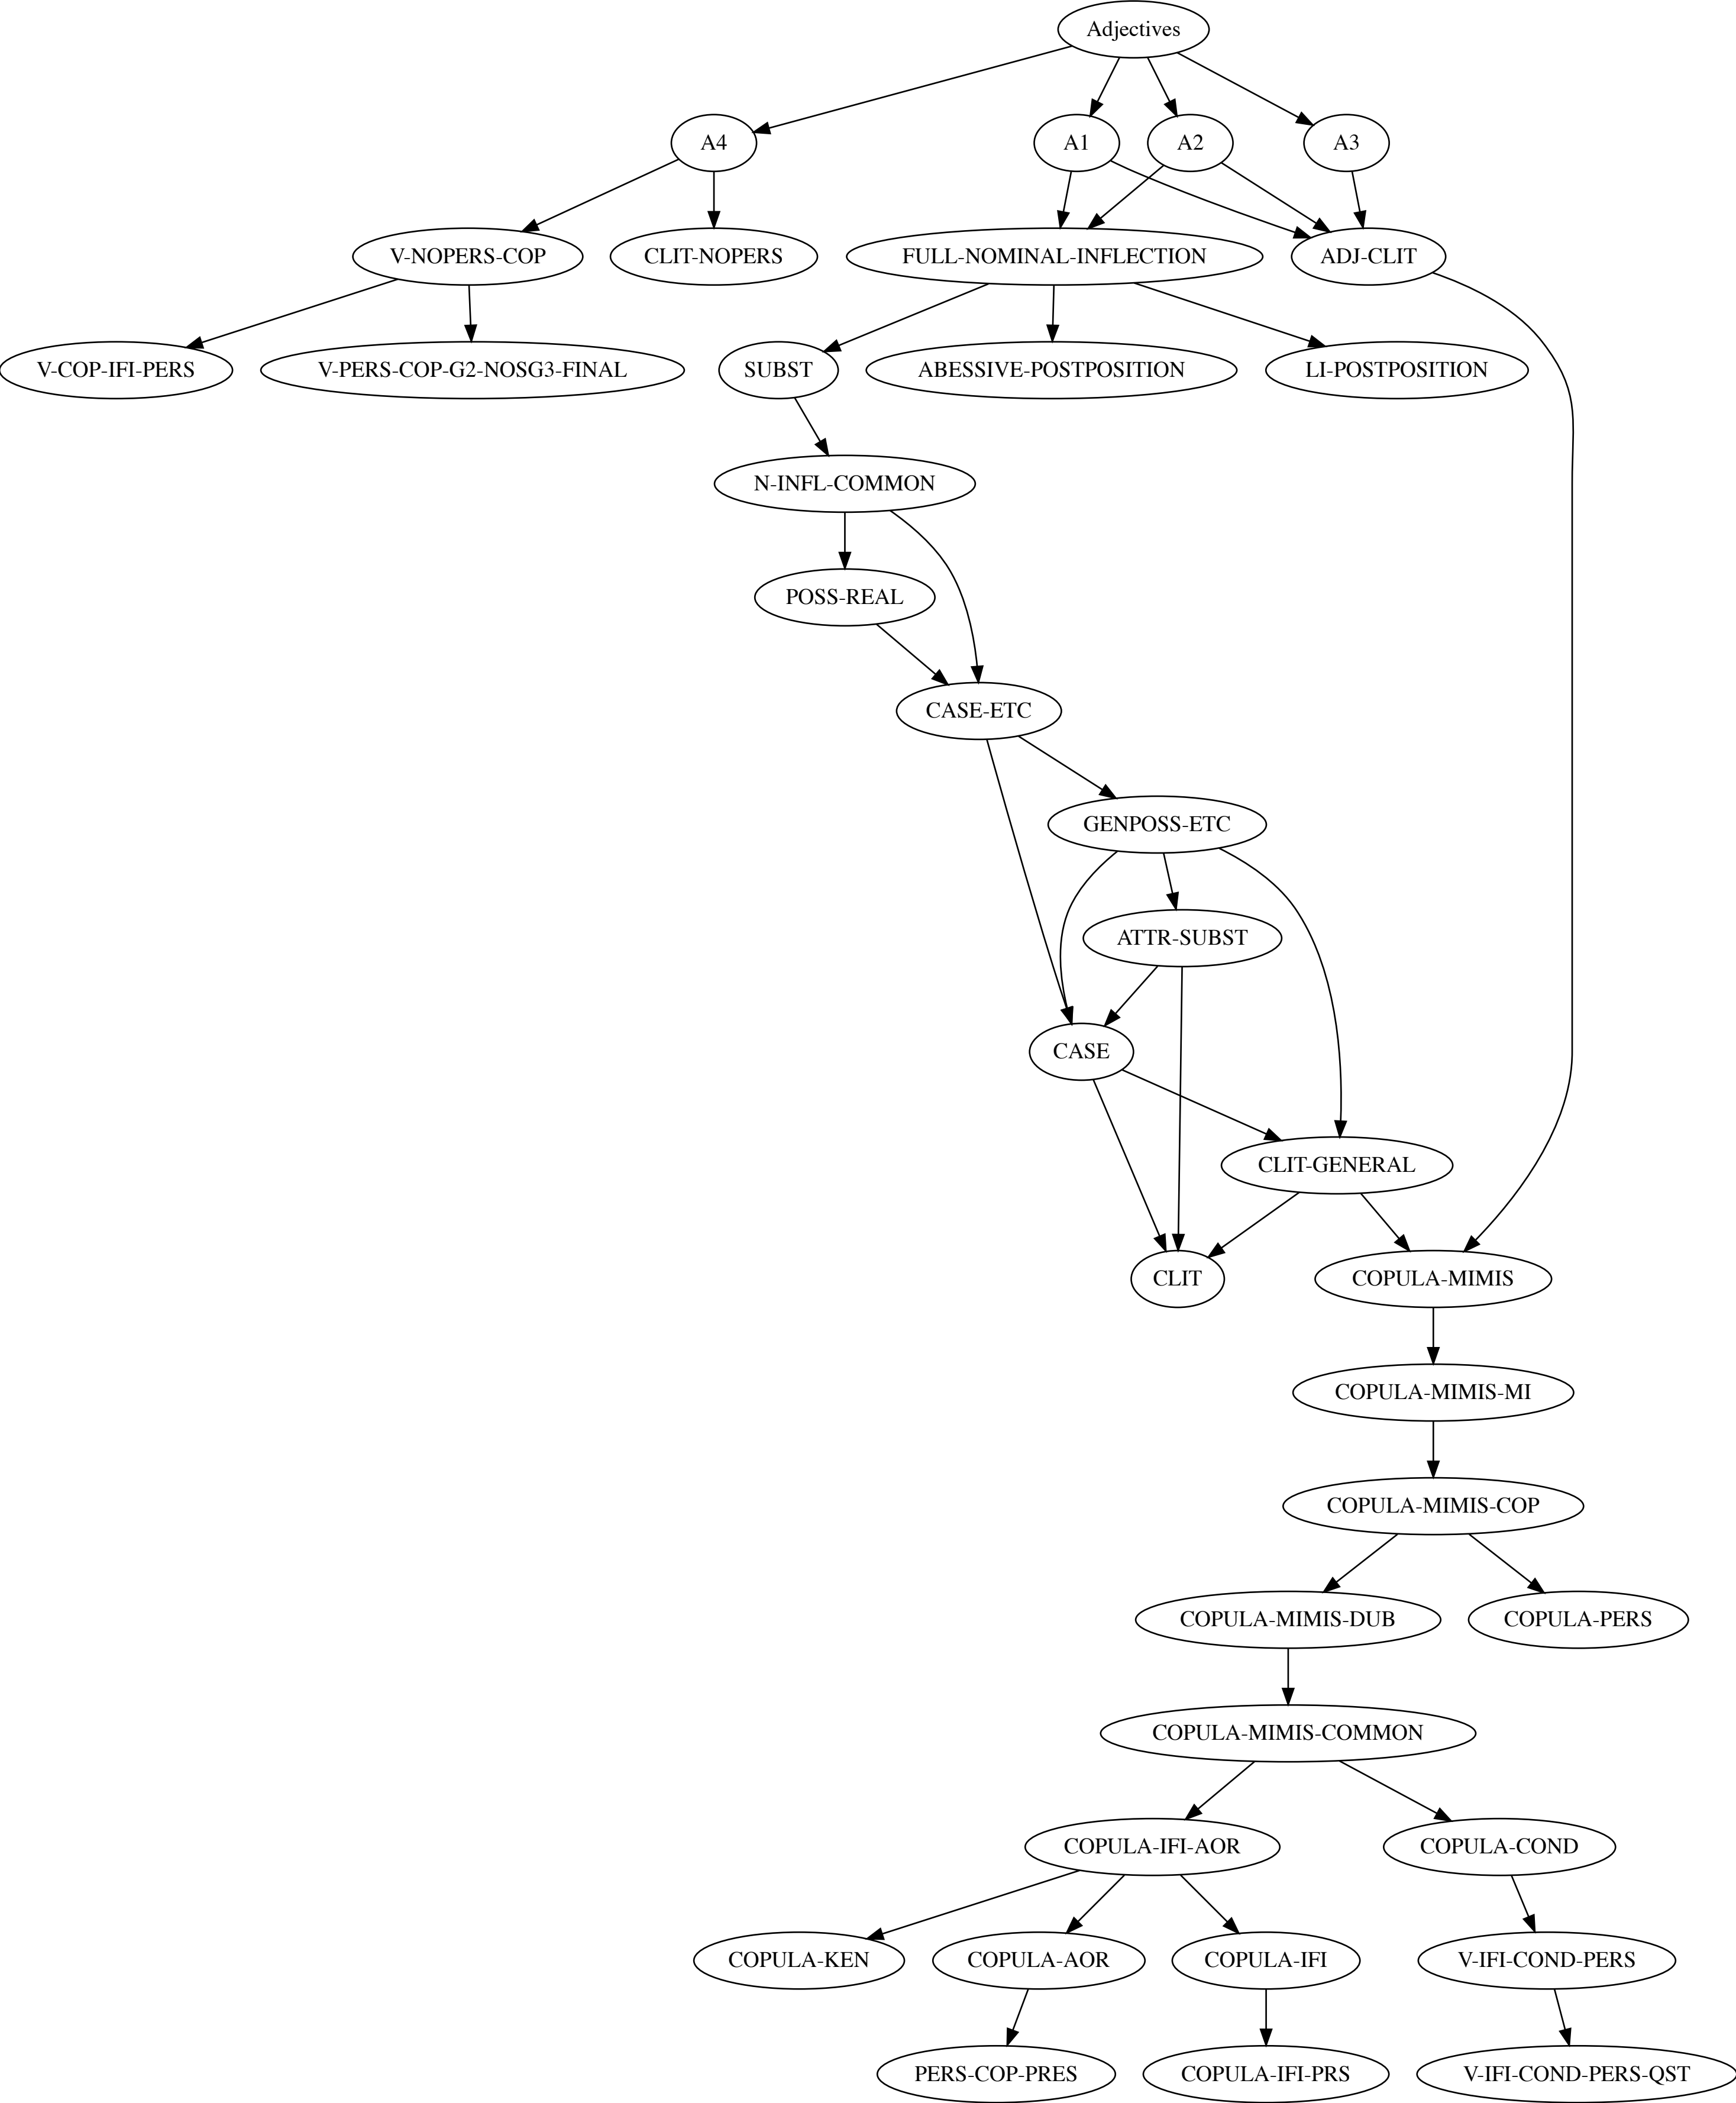 Adjectives
A4
A1
A2
A3
V-NOPERS-COP
CLIT-NOPERS
FULL-NOMINAL-INFLECTION
ADJ-CLIT
V-COP-IFI-PERS
V-PERS-COP-G2-NOSG3-FINAL
SUBST
ABESSIVE-POSTPOSITION
LI-POSTPOSITION
N-INFL-COMMON
POSS-REAL
CASE-ETC
GENPOSS-ETC
ATTR-SUBST
CASE
CLIT-GENERAL
CLIT
COPULA-MIMIS
COPULA-MIMIS-MI
COPULA-MIMIS-COP
COPULA-MIMIS-DUB
COPULA-PERS
COPULA-MIMIS-COMMON
COPULA-IFI-AOR
COPULA-COND
COPULA-KEN
COPULA-AOR
COPULA-IFI
V-IFI-COND-PERS
PERS-COP-PRES
COPULA-IFI-PRS
V-IFI-COND-PERS-QST